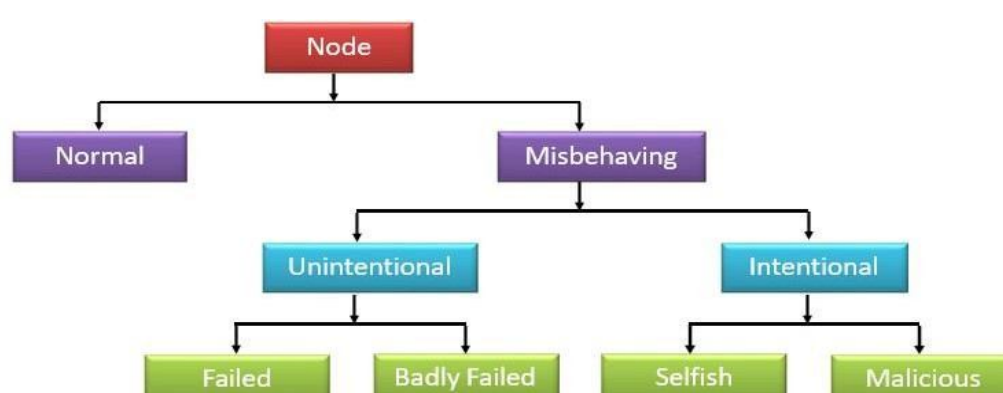 Node
Normal
Misbehaving
Unintentional
Intentional
Failed
Badly Failed
Selfish
Malicious